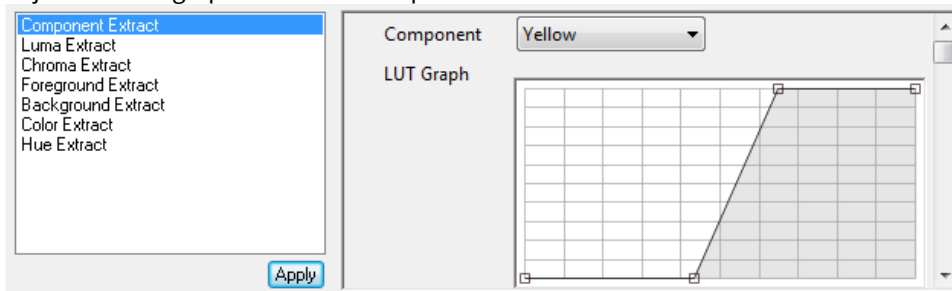 Component Extract
Luma Extract
Chroma Extract
Foreground Extract
Background Extract
Color Extract
Hue Extract
Apply
Component Yellow
LUT Graph